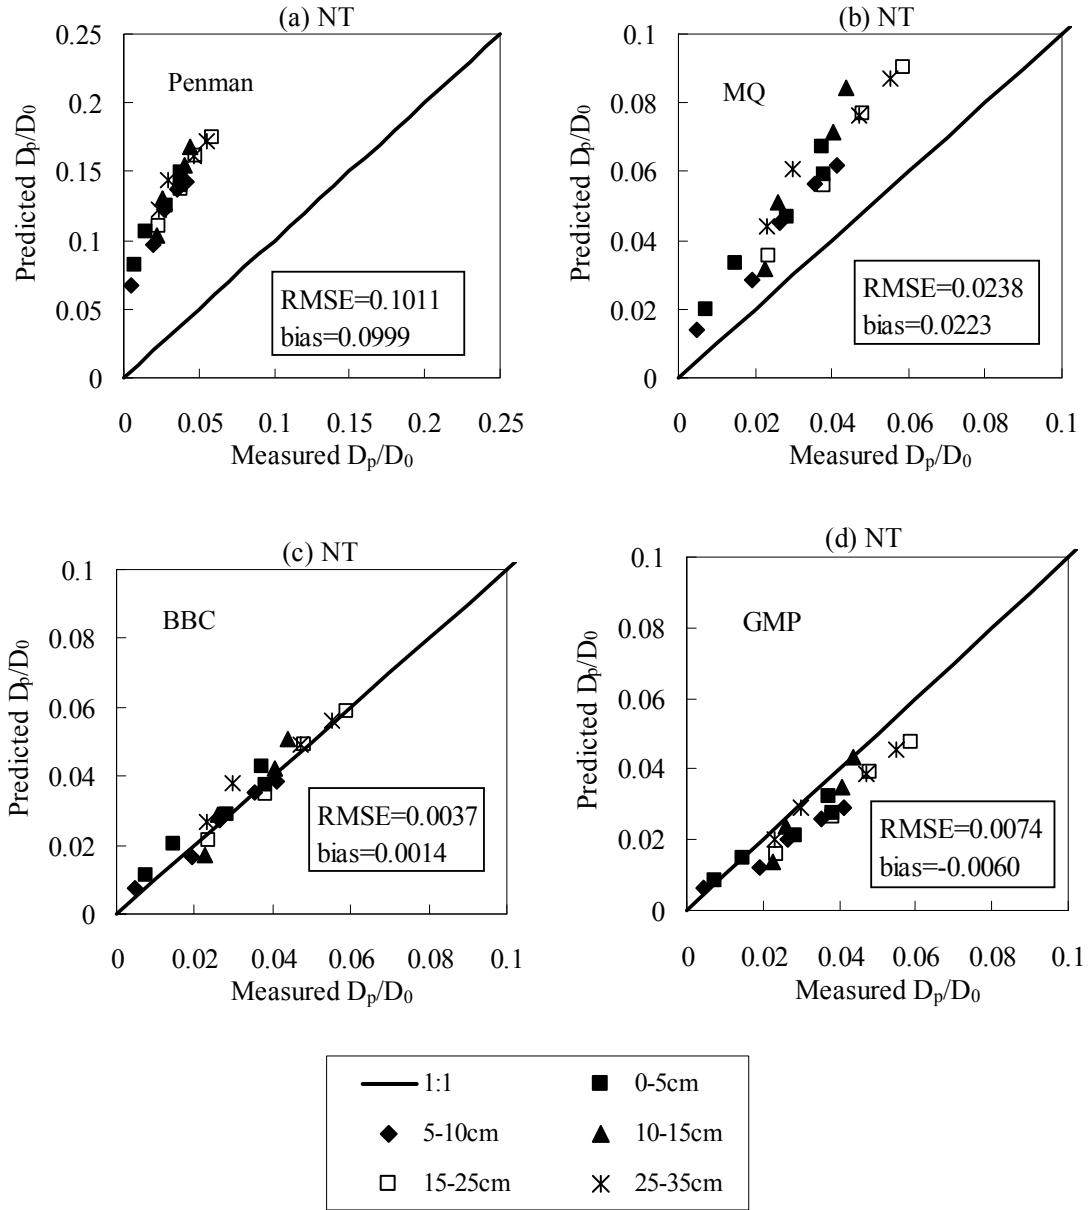 (a) NT
0.25
0.2
0.15
0.1
0.05
0
Predicted Dp/D0
Penman
RMSE=0.1011
bias=0.0999
0 0.05 0.1 0.15 0.2 0.25
Measured Dp/D0
(b) NT
0.1
0.08
0.06
0.04
0.02
0
Predicted Dp/D0
MQ
RMSE=0.0238
bias=0.0223
0 0.02 0.04 0.06 0.08 0.1
Measured Dp/D0
(c) NT
0.1
0.08
0.06
0.04
0.02
0
Predicted Dp/D0
BBC
RMSE=0.0037
bias=0.0014
0 0.02 0.04 0.06 0.08 0.1
Measured Dp/D0
(d) NT
0.1
0.08
0.06
0.04
0.02
0
Predicted Dp/D0
GMP
RMSE=0.0074
bias=-0.0060
0 0.02 0.04 0.06 0.08 0.1
Measured Dp/D0
1:1 0-5cm
5-10cm 10-15cm
15-25cm 25-35cm